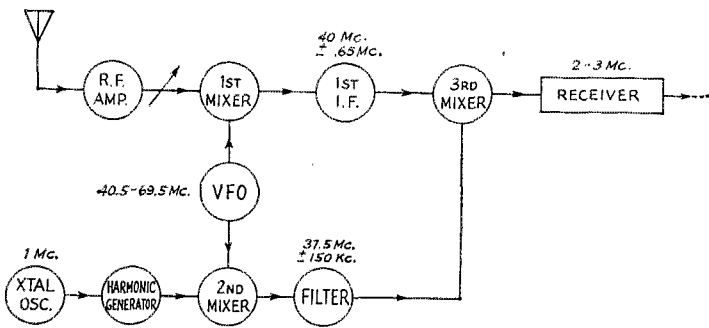 40 Mc.
± .65 Mc.
2-3 Mc.
R.F.
AMP.
1ST
MIXER
1ST
I.F.
3RD
MIXER
RECEIVER
40.5-69.5 Mc.
VFO
1 Mc.
37.5 Mc.
±150 Kc.
XTAL
OSC.
HARMONIC
GENERATOR
2ND
MIXER
FILTER